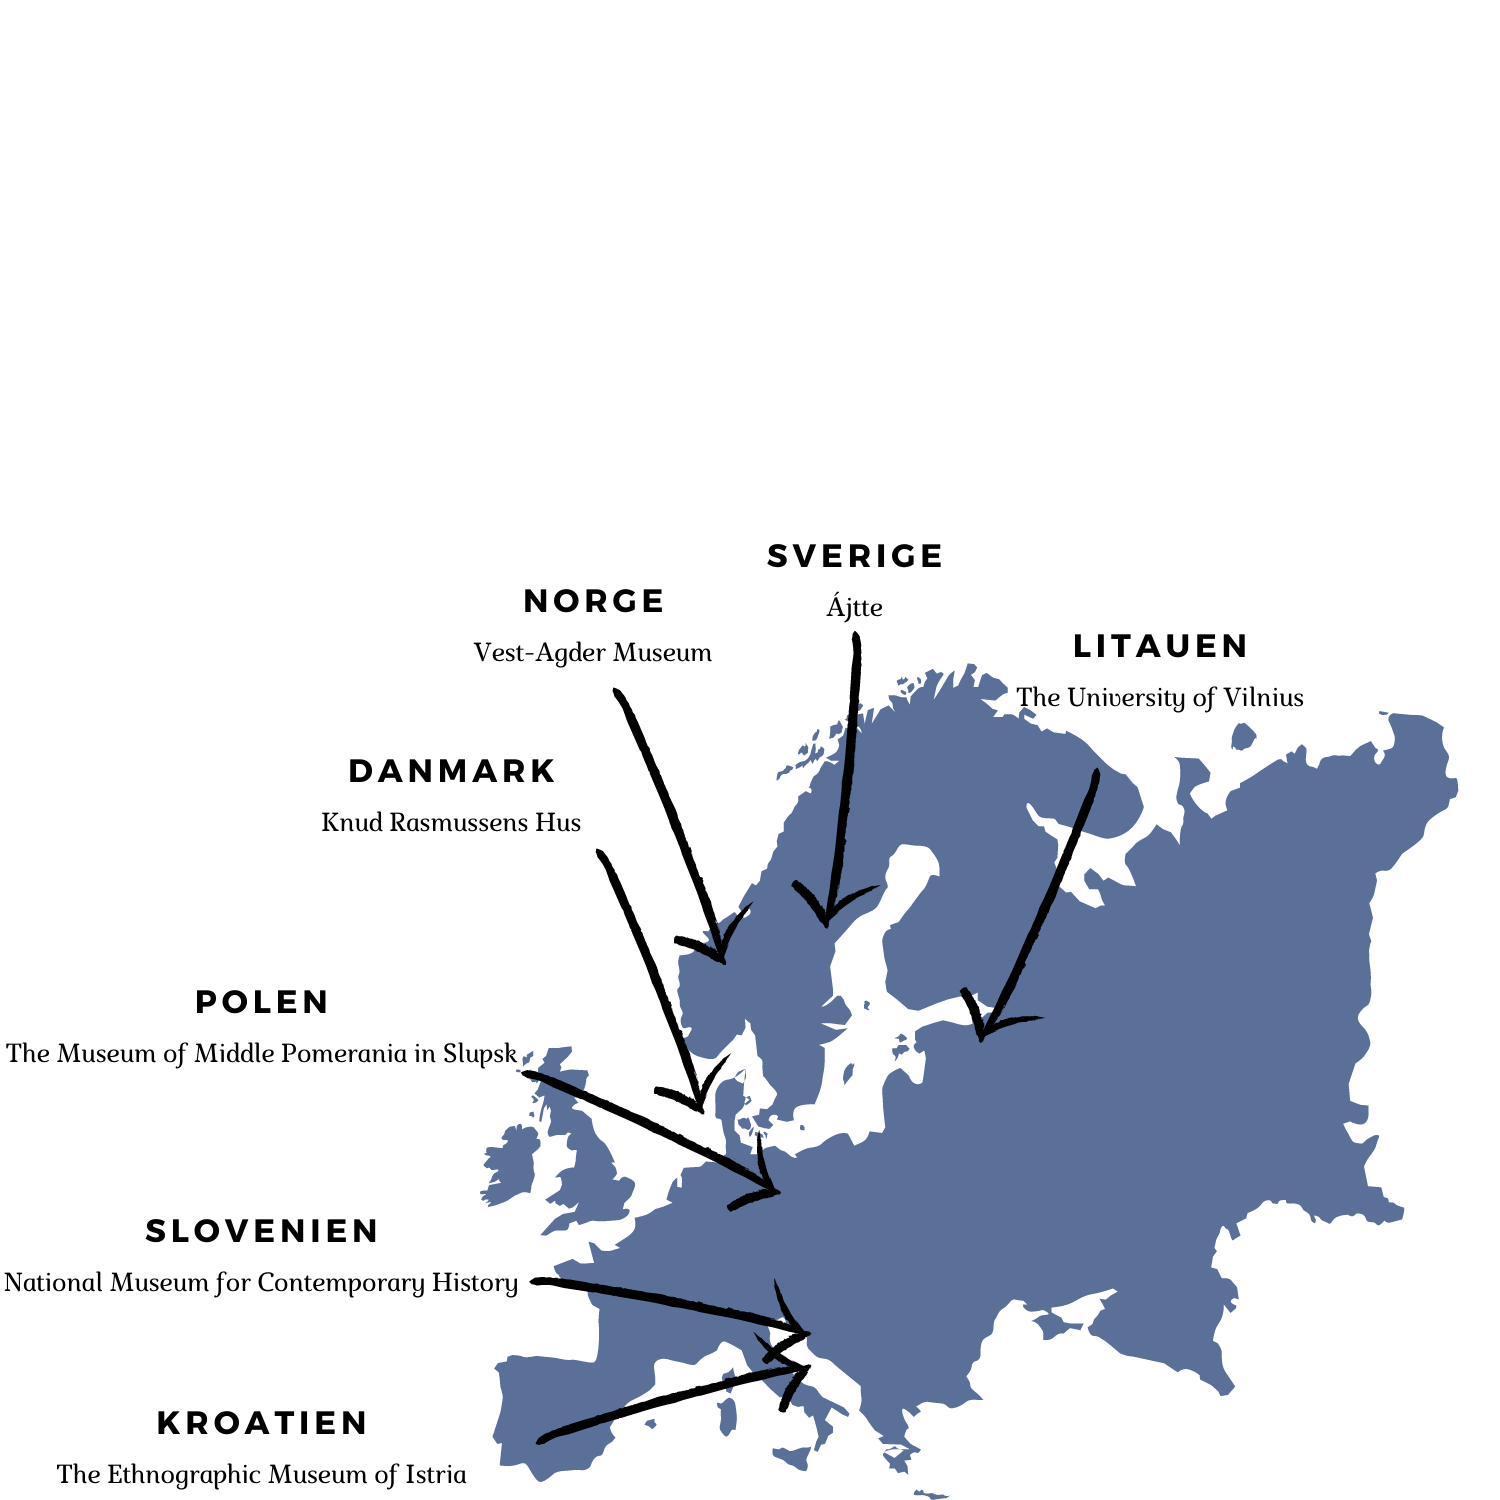 SVERIGE
Ájtte
NORGE
Vest-Agder Museum
LITAUEN
The University of Vilnius
DANMARK
Knud Rasmussens Hus
POLEN
The Museum of Middle Pomerania in Slupsk
SLOVENIEN
National Museum for Contemporary History
KROATIEN
The Ethnographic Museum of Istria